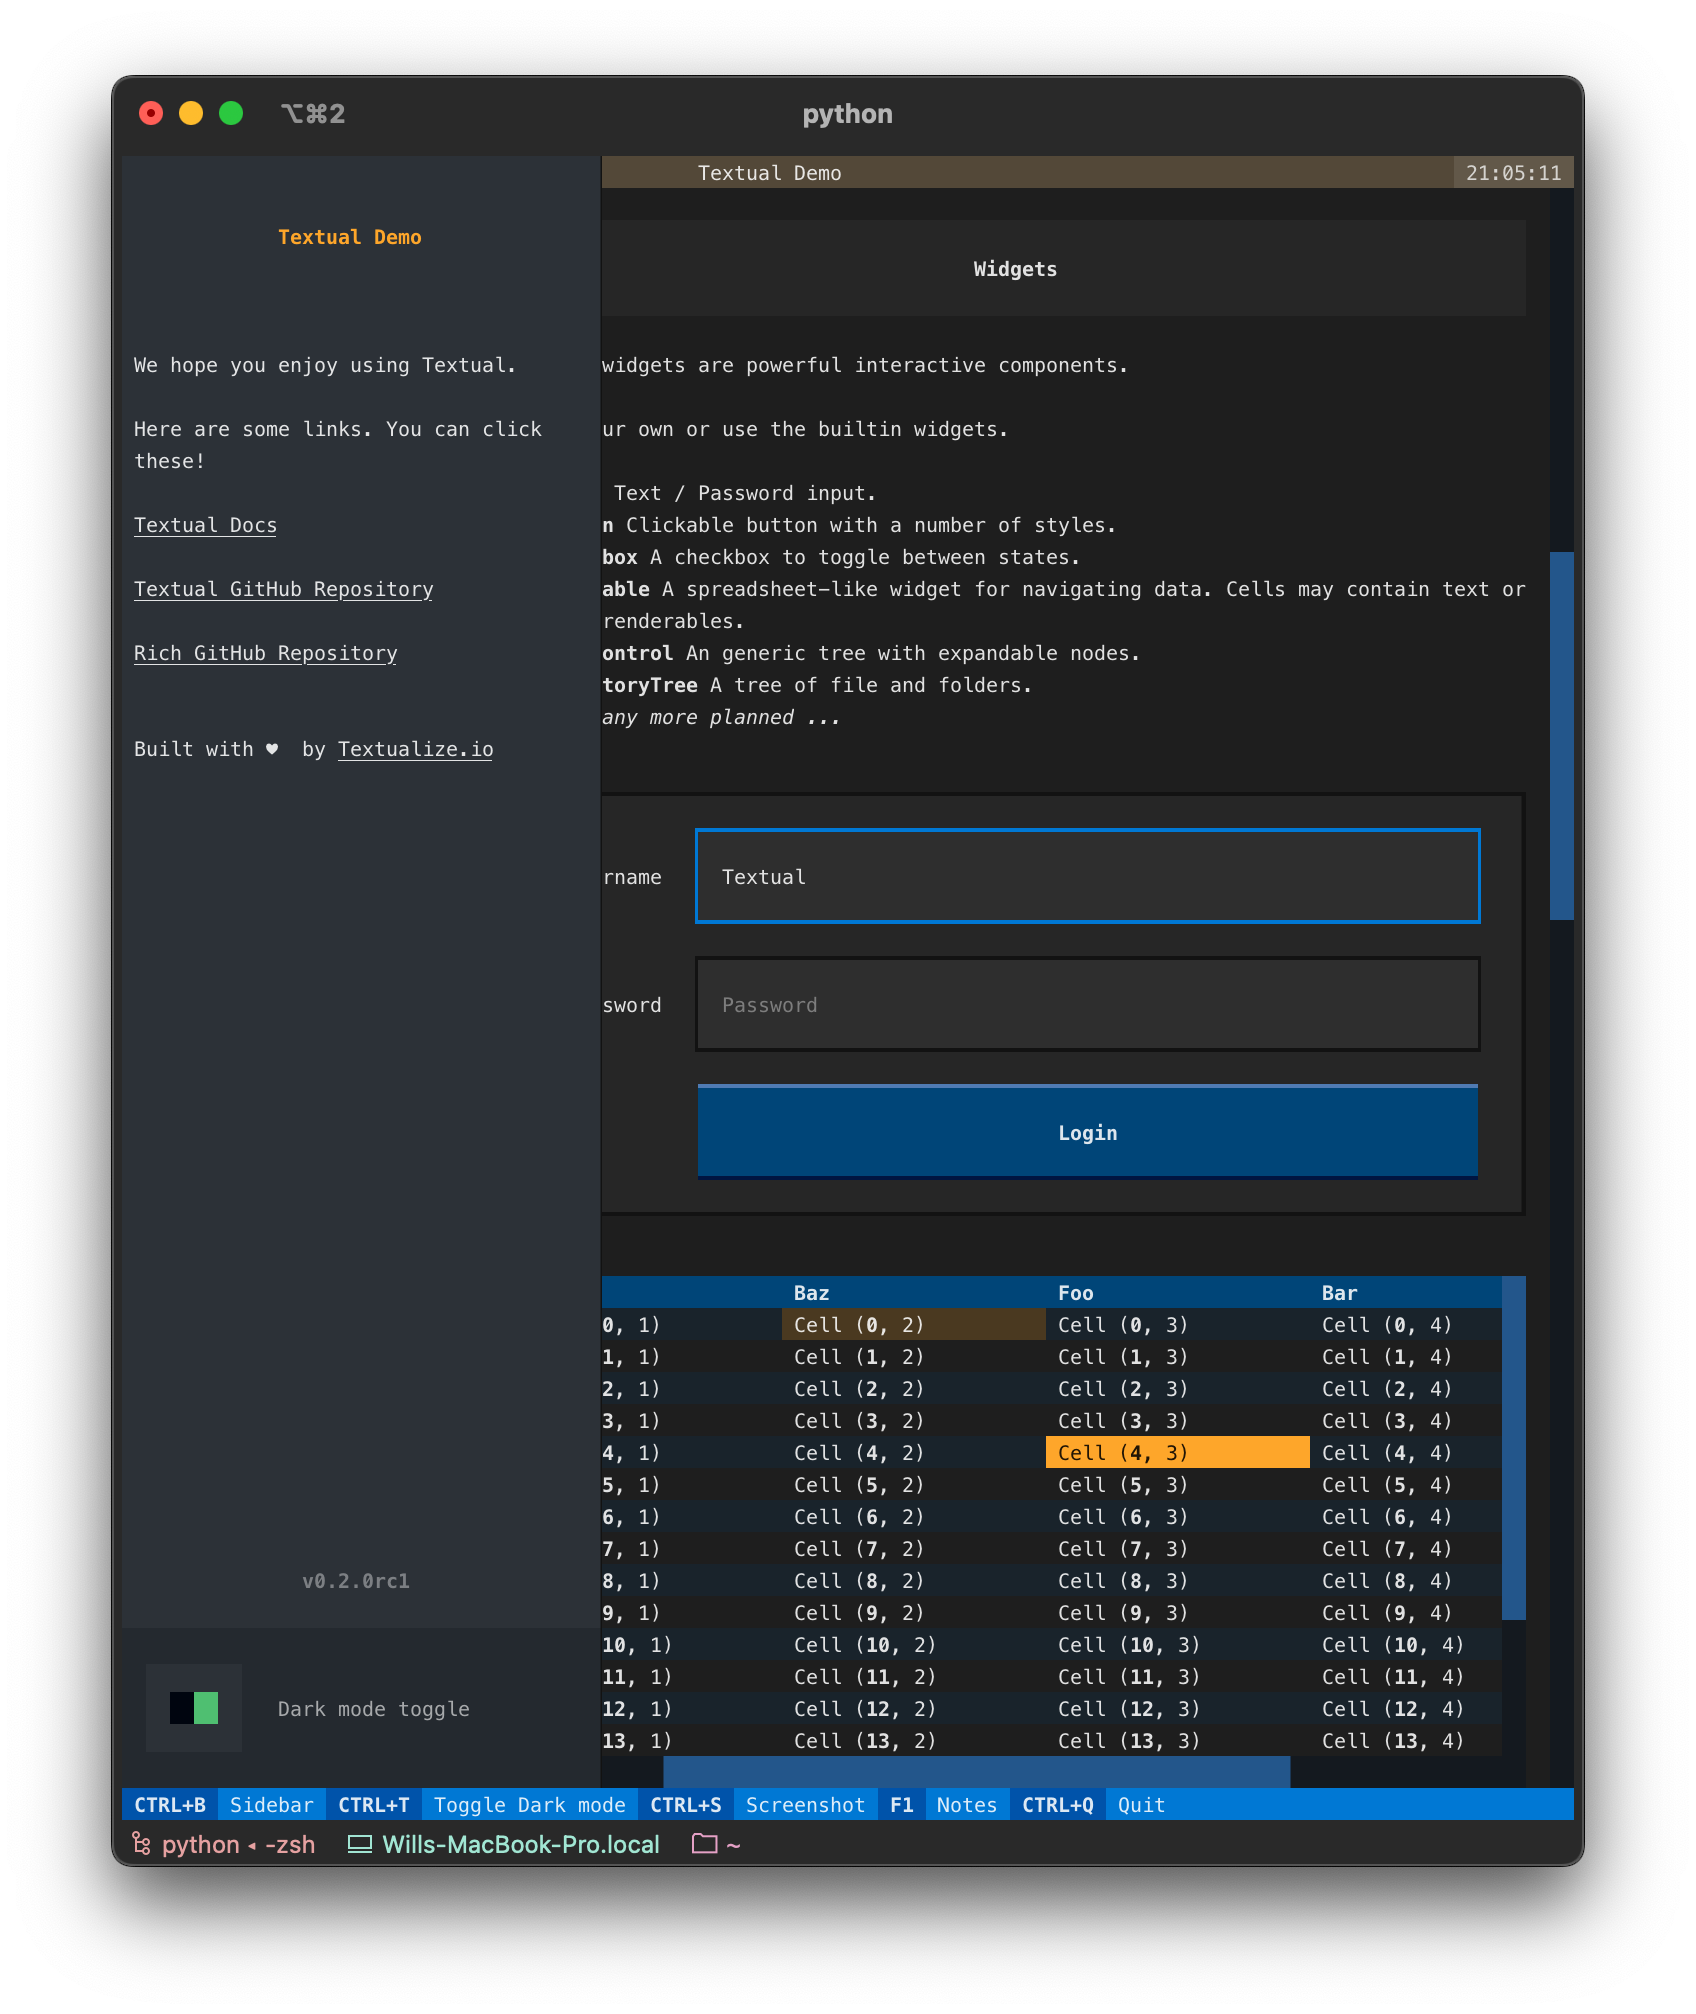 ⌥⌘2
python
Textual Demo
We hope you enjoy using Textual.
Here are some links. You can click
these!
Textual Docs
Textual GitHub Repository
Rich GitHub Repository
Built with ♥ by Textualize.io
v0.2.0rc1
Dark mode toggle
Textual Demo 21:05:11
Widgets
widgets are powerful interactive components.
ur own or use the builtin widgets.
Text / Password input.
n Clickable button with a number of styles.
box A checkbox to toggle between states.
able A spreadsheet-like widget for navigating data. Cells may contain text or
renderables.
ontrol An generic tree with expandable nodes.
toryTree A tree of file and folders.
any more planned ...
rname Textual
sword Password
Login
Baz Foo Bar
0, 1) Cell (0, 2) Cell (0, 3) Cell (0, 4)
1, 1) Cell (1, 2) Cell (1, 3) Cell (1, 4)
2, 1) Cell (2, 2) Cell (2, 3) Cell (2, 4)
3, 1) Cell (3, 2) Cell (3, 3) Cell (3, 4)
4, 1) Cell (4, 2) Cell (4, 3) Cell (4, 4)
5, 1) Cell (5, 2) Cell (5, 3) Cell (5, 4)
6, 1) Cell (6, 2) Cell (6, 3) Cell (6, 4)
7, 1) Cell (7, 2) Cell (7, 3) Cell (7, 4)
8, 1) Cell (8, 2) Cell (8, 3) Cell (8, 4)
9, 1) Cell (9, 2) Cell (9, 3) Cell (9, 4)
10, 1) Cell (10, 2) Cell (10, 3) Cell (10, 4)
11, 1) Cell (11, 2) Cell (11, 3) Cell (11, 4)
12, 1) Cell (12, 2) Cell (12, 3) Cell (12, 4)
13, 1) Cell (13, 2) Cell (13, 3) Cell (13, 4)
CTRL+B Sidebar CTRL+T Toggle Dark mode CTRL+S Screenshot F1 Notes CTRL+Q Quit
python ◂ -zsh Wills-MacBook-Pro.local ~